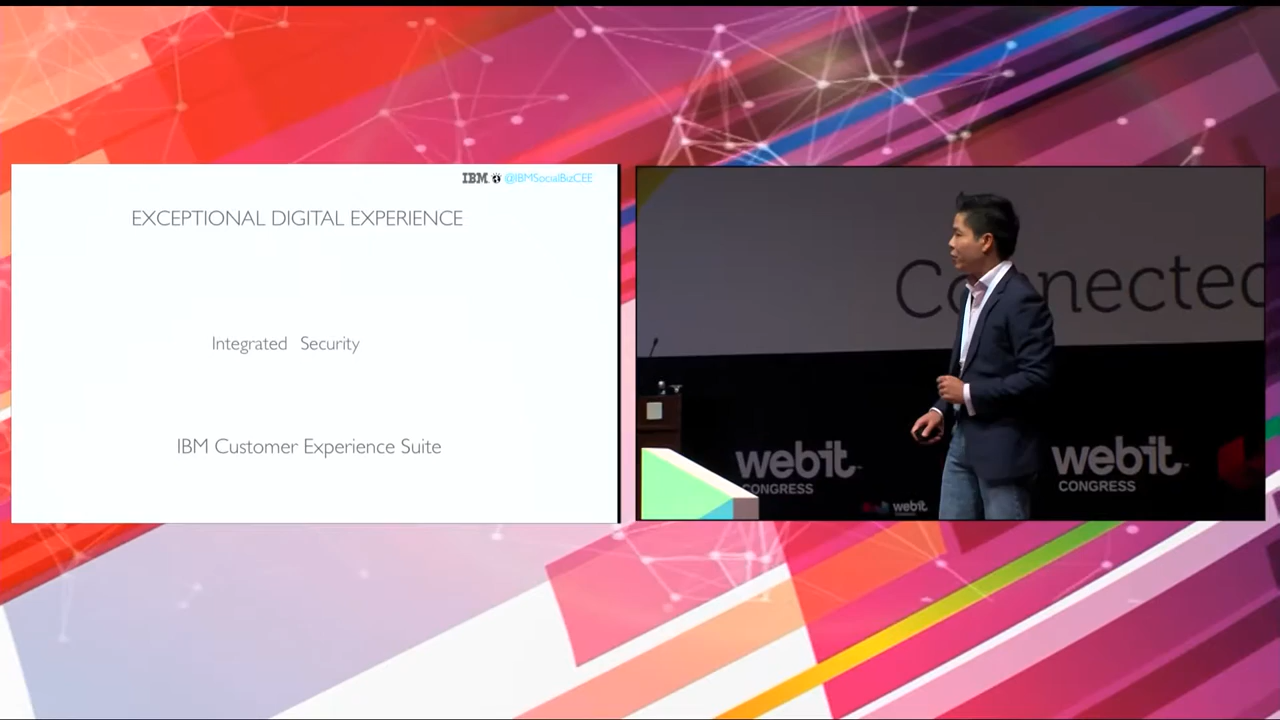 IBM @IBMSocialBizCEE
EXCEPTIONAL DIGITAL EXPERIENCE
Integrated Security
IBM Customer Experience Suite
Connected
webit
CONGRESS
webit
CONGRESS
webit